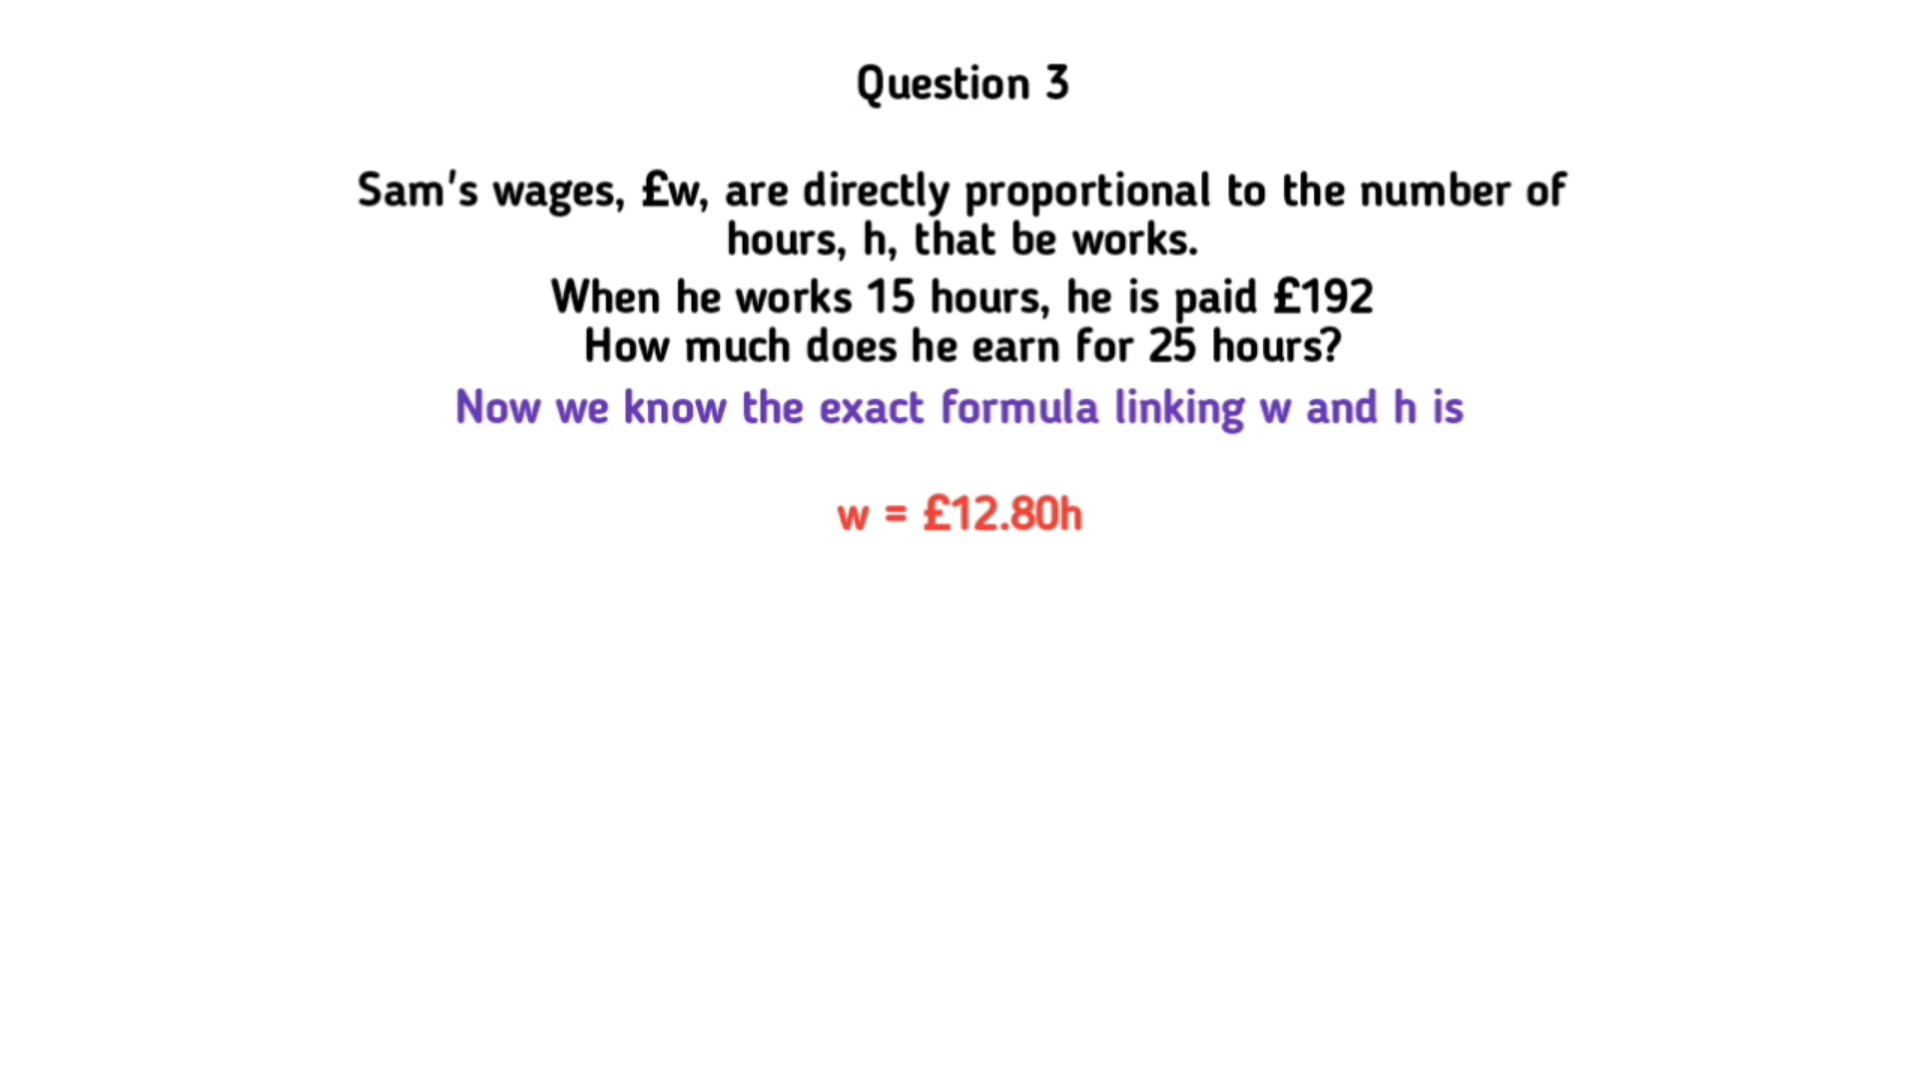 Question 3
Sam's wages, £w, are directly proportional to the number of
hours, h, that be works.
When he works 15 hours, he is paid £192
How much does he earn for 25 hours?
Now we know the exact formula linking w and h is
w = £12.80h